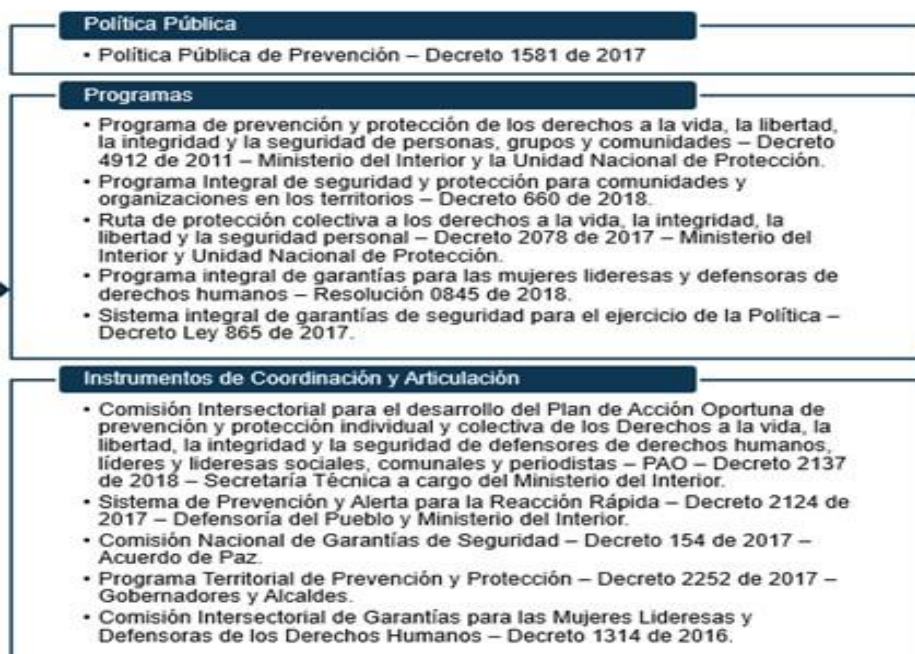 Política Pública
• Política Pública de Prevención – Decreto 1581 de 2017
Programas
• Programa de prevención y protección de los derechos a la vida, la libertad,
la integridad y la seguridad de personas, grupos y comunidades – Decreto
4912 de 2011 – Ministerio del Interior y la Unidad Nacional de Protección.
• Programa Integral de seguridad y protección para comunidades y
organizaciones en los territorios – Decreto 660 de 2018.
• Ruta de protección colectiva a los derechos a la vida, la integridad, la
libertad y la seguridad personal – Decreto 2078 de 2017 – Ministerio del
Interior y Unidad Nacional de Protección.
• Programa integral de garantías para las mujeres lideresas y defensoras de
derechos humanos – Resolución 0845 de 2018.
• Sistema integral de garantías de seguridad para el ejercicio de la Política –
Decreto Ley 865 de 2017.
Instrumentos de Coordinación y Articulación
• Comisión Intersectorial para el desarrollo del Plan de Acción Oportuna de
prevención y protección individual y colectiva de los Derechos a la vida, la
libertad, la integridad y la seguridad de defensores de derechos humanos,
líderes y lideresas sociales, comunales y periodistas – PAO – Decreto 2137
de 2018 – Secretaría Técnica a cargo del Ministerio del Interior.
• Sistema de Prevención y Alerta para la Reacción Rápida – Decreto 2124 de
2017 – Defensoría del Pueblo y Ministerio del Interior.
• Comisión Nacional de Garantías de Seguridad – Decreto 154 de 2017 –
Acuerdo de Paz.
• Programa Territorial de Prevención y Protección – Decreto 2252 de 2017 –
Gobernadores y Alcaldes.
• Comisión Intersectorial de Garantías para las Mujeres Lideresas y
Defensoras de los Derechos Humanos – Decreto 1314 de 2016.